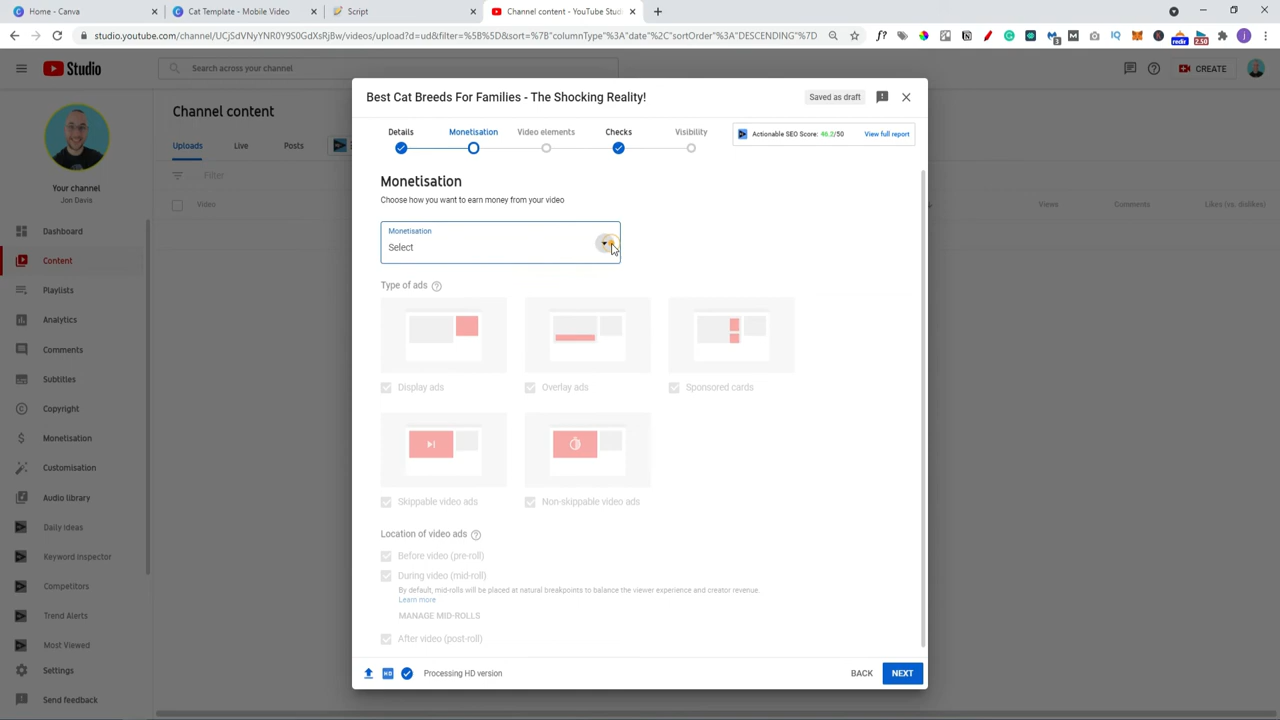 Home - Canva
Cat Template - Mobile Video
Script
Channel content - YouTube Studio
studio.youtube.com/channel/UCjSdVNyYNR0Y9S0GdXsRjBw/videos/upload?d=ud&filter=%5B%5D&sort=%7B"columnType"%3A"date"%2C"sortOrder"%3A"DESCENDING"%7D
Studio
Search across your channel
CREATE
Your channel
Jon Davis
Dashboard
Content
Playlists
Analytics
Comments
Subtitles
Copyright
Monetisation
Customisation
Audio library
Daily ideas
Keyword inspector
Competitors
Trend Alerts
Most Viewed
Settings
Send feedback
Channel content
Uploads
Live
Posts
Filter
Video
Views
Comments
Likes (vs. dislikes)
Best Cat Breeds For Families - The Shocking Reality!
Saved as draft
Details
Monetisation
Video elements
Checks
Visibility
Actionable SEO Score: 46.2/50
View full report
Monetisation
Choose how you want to earn money from your video
Monetisation
Select
Type of ads
Display ads
Overlay ads
Sponsored cards
Skippable video ads
Non-skippable video ads
Location of video ads
Before video (pre-roll)
During video (mid-roll)
By default, mid-rolls will be placed at natural breakpoints to balance the viewer experience and creator revenue.
Learn more
MANAGE MID-ROLLS
After video (post-roll)
HD
Processing HD version
BACK
NEXT